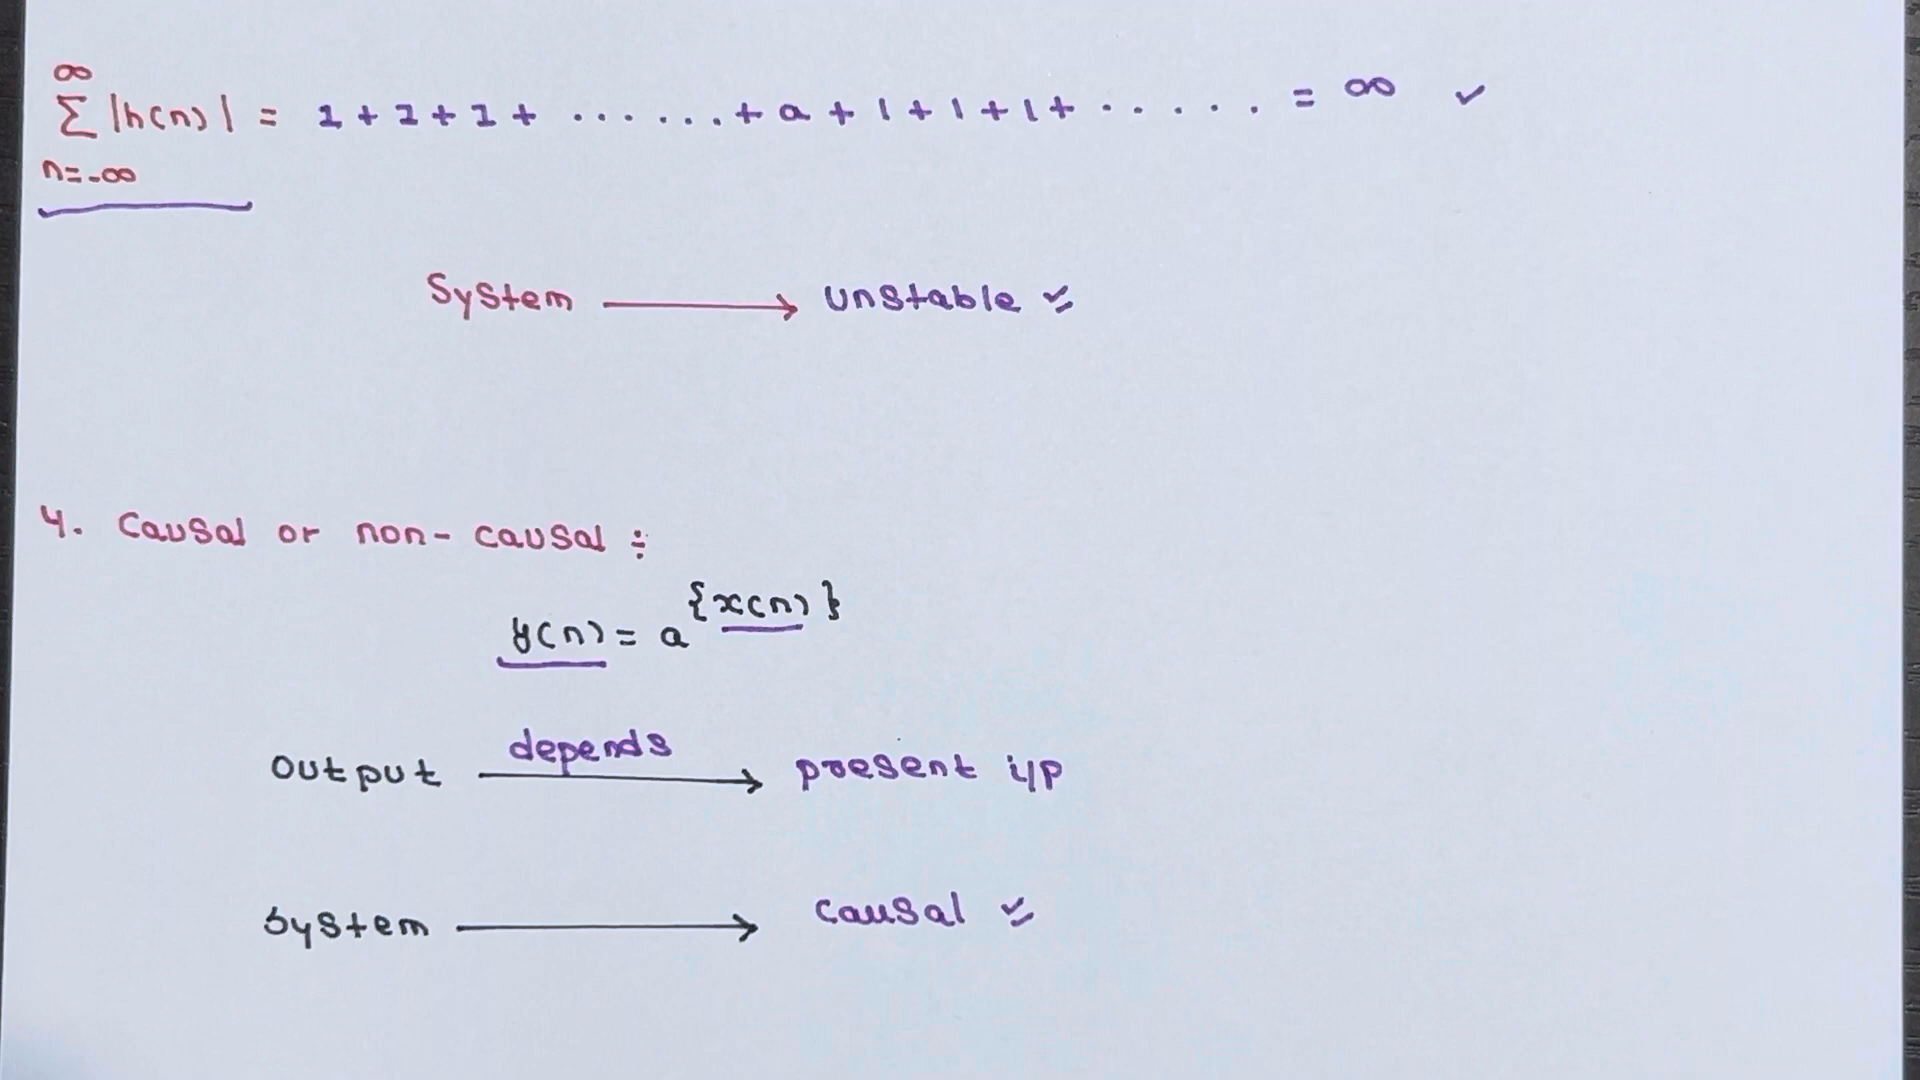 ∞
Σ |h(n)| = 1 + 1 + 1 + ......+ a + 1 + 1 + 1 + ..... = ∞ ✓
n=-∞
System → unstable ✓
4. Causal or non-causal :
y(n) = a^{x(n)}
output depends → present i/p
System → causal ✓